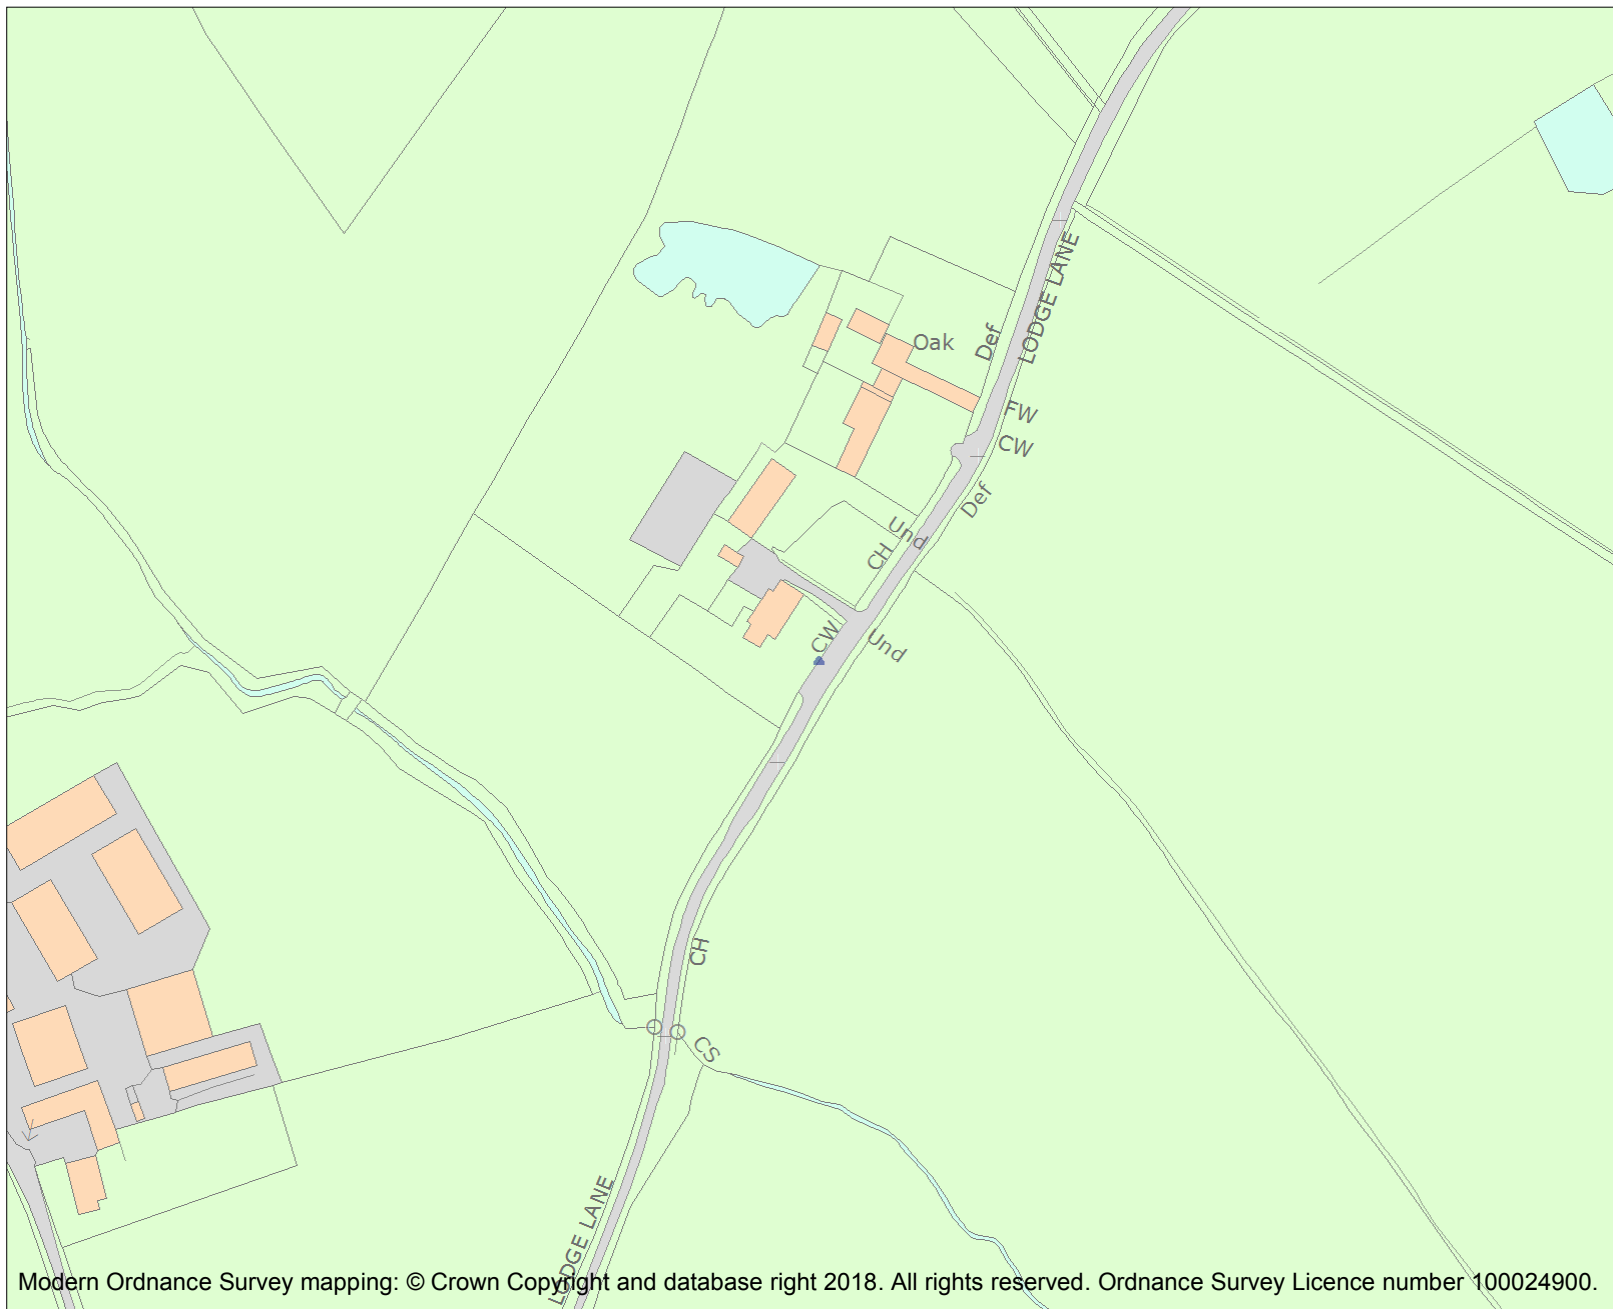 LODGE LANE
Oak
Def
FW
CW
Def
Und
CH
CW
Und
CH
CS
LODGE LANE
Modern Ordnance Survey mapping: © Crown Copyright and database right 2018. All rights reserved. Ordnance Survey Licence number 100024900.